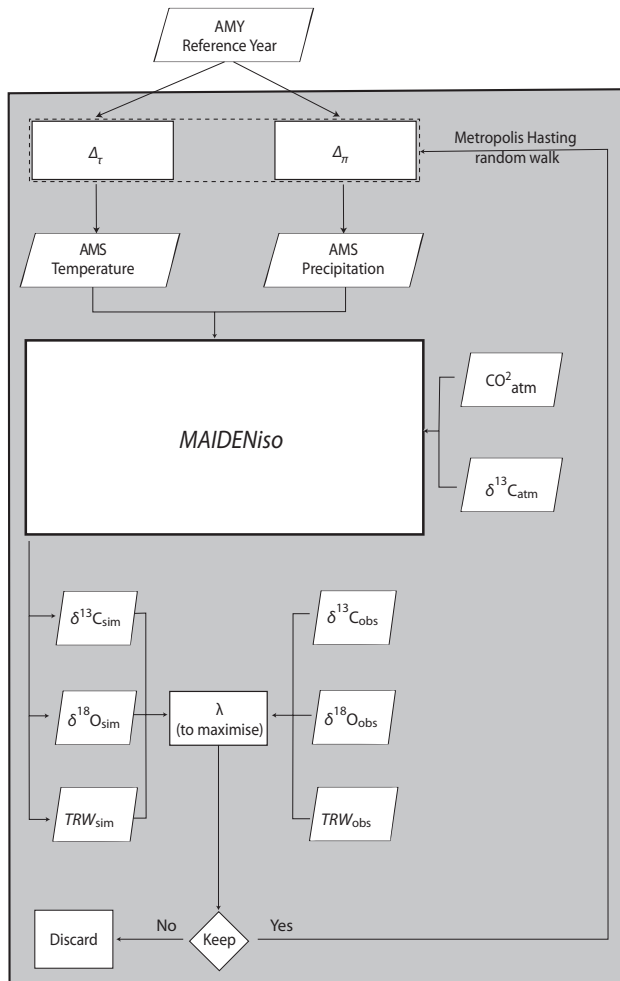 AMY
Reference Year
Δτ
Δπ
Metropolis Hasting
random walk
AMS
Temperature
AMS
Precipitation
MAIDENiso
CO²atm
δ¹³Catm
δ¹³Csim
δ¹³Cobs
δ¹⁸Osim
λ
(to maximise)
δ¹⁸Oobs
TRWsim
TRWobs
Discard
No
Keep
Yes